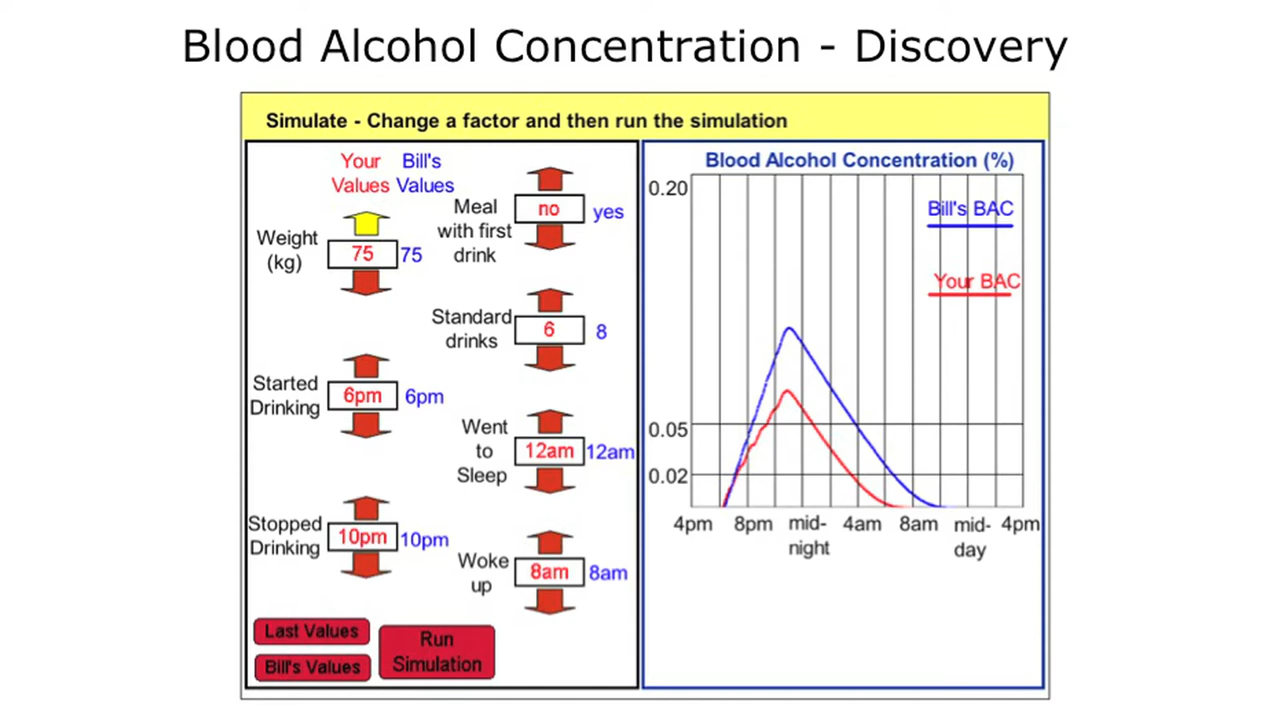 Blood Alcohol Concentration - Discovery
Simulate - Change a factor and then run the simulation
Your Bill's
Values Values
Weight
(kg)
75 75
Started
Drinking
6pm 6pm
Stopped
Drinking
10pm 10pm
Meal
with first
drink
no yes
Standard
drinks
6 8
Went
to
Sleep
12am 12am
Woke
up
8am 8am
Last Values
Bill's Values
Run
Simulation
Blood Alcohol Concentration (%)
0.20
Bill's BAC
Your BAC
0.05
0.02
4pm 8pm mid- 4am 8am mid- 4pm
night day